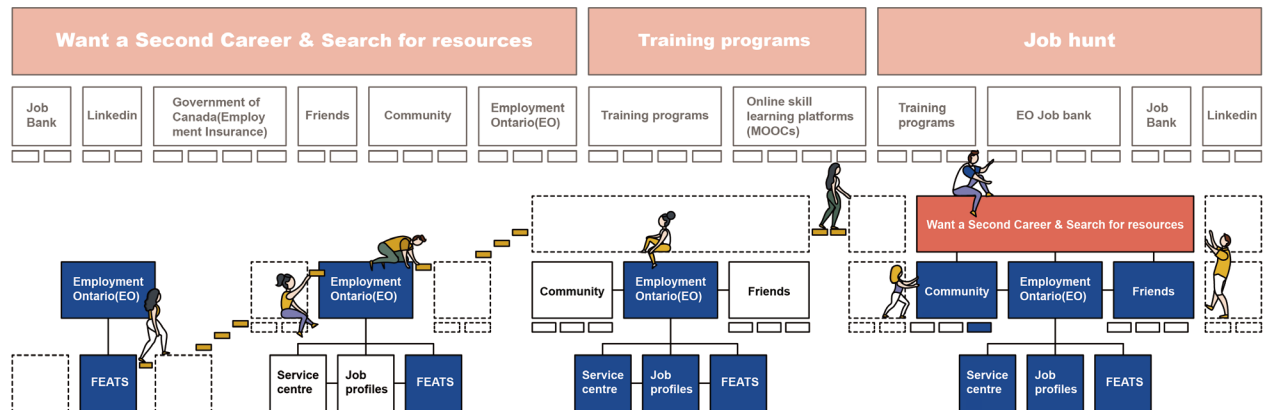 Want a Second Career & Search for resources
Training programs
Job hunt
Job
Bank
Linkedin
Government of
Canada(Employ
ment Insurance)
Friends
Community
Employment
Ontario(EO)
Training programs
Online skill
learning platforms
(MOOCs)
Training
programs
EO Job bank
Job
Bank
Linkedin
Want a Second Career & Search for resources
Employment
Ontario(EO)
Employment
Ontario(EO)
Community
Employment
Ontario(EO)
Friends
Community
Employment
Ontario(EO)
Friends
FEATS
Service
centre
Job
profiles
FEATS
Service
centre
Job
profiles
FEATS
Service
centre
Job
profiles
FEATS